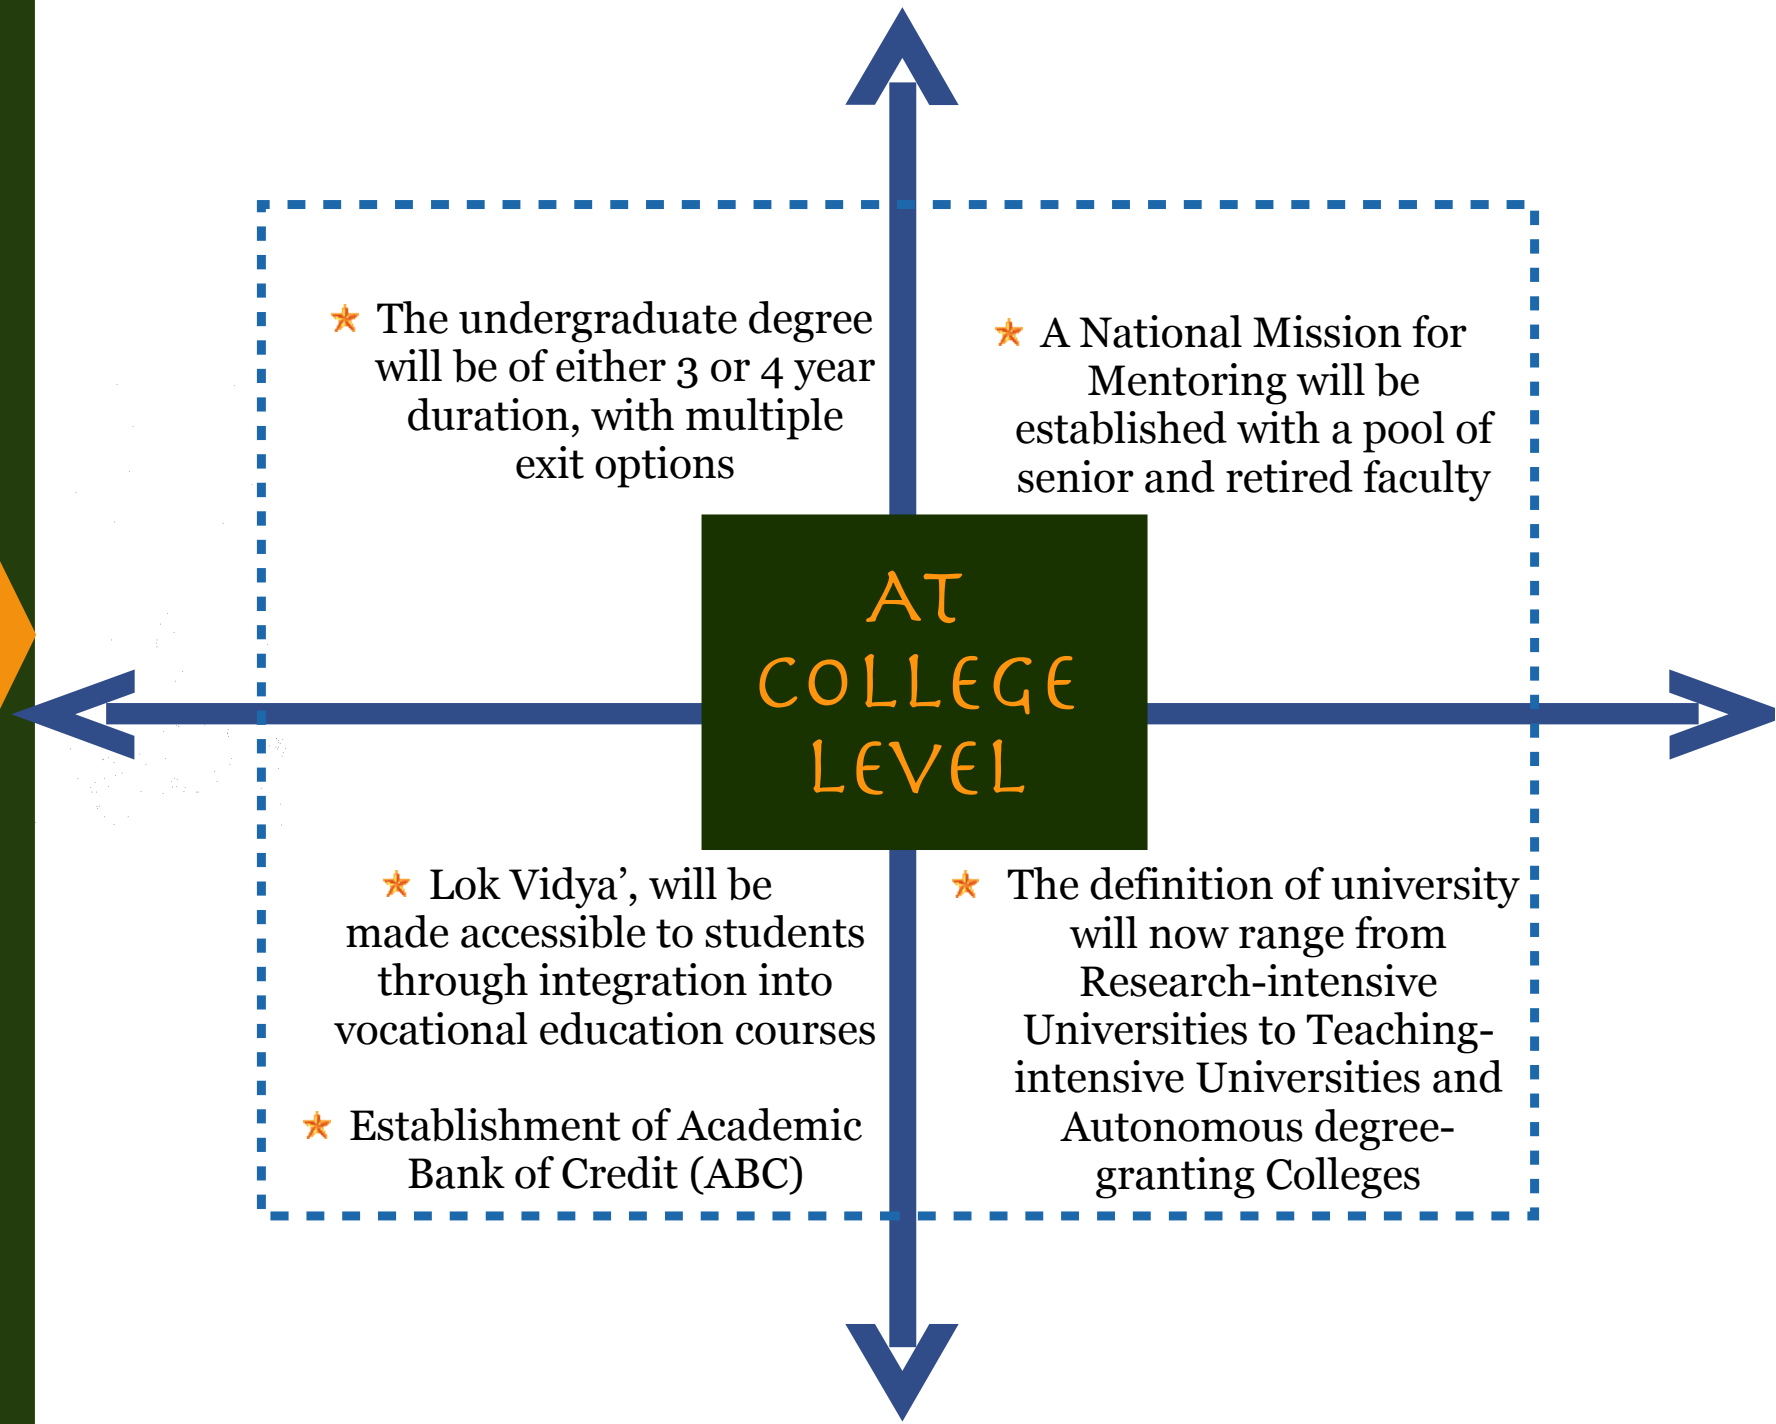 The undergraduate degree
will be of either 3 or 4 year
duration, with multiple
exit options
A National Mission for
Mentoring will be
established with a pool of
senior and retired faculty
AT
COLLEGE
LEVEL
Lok Vidya’, will be
made accessible to students
through integration into
vocational education courses
Establishment of Academic
Bank of Credit (ABC)
The definition of university
will now range from
Research-intensive
Universities to Teaching-
intensive Universities and
Autonomous degree-
granting Colleges